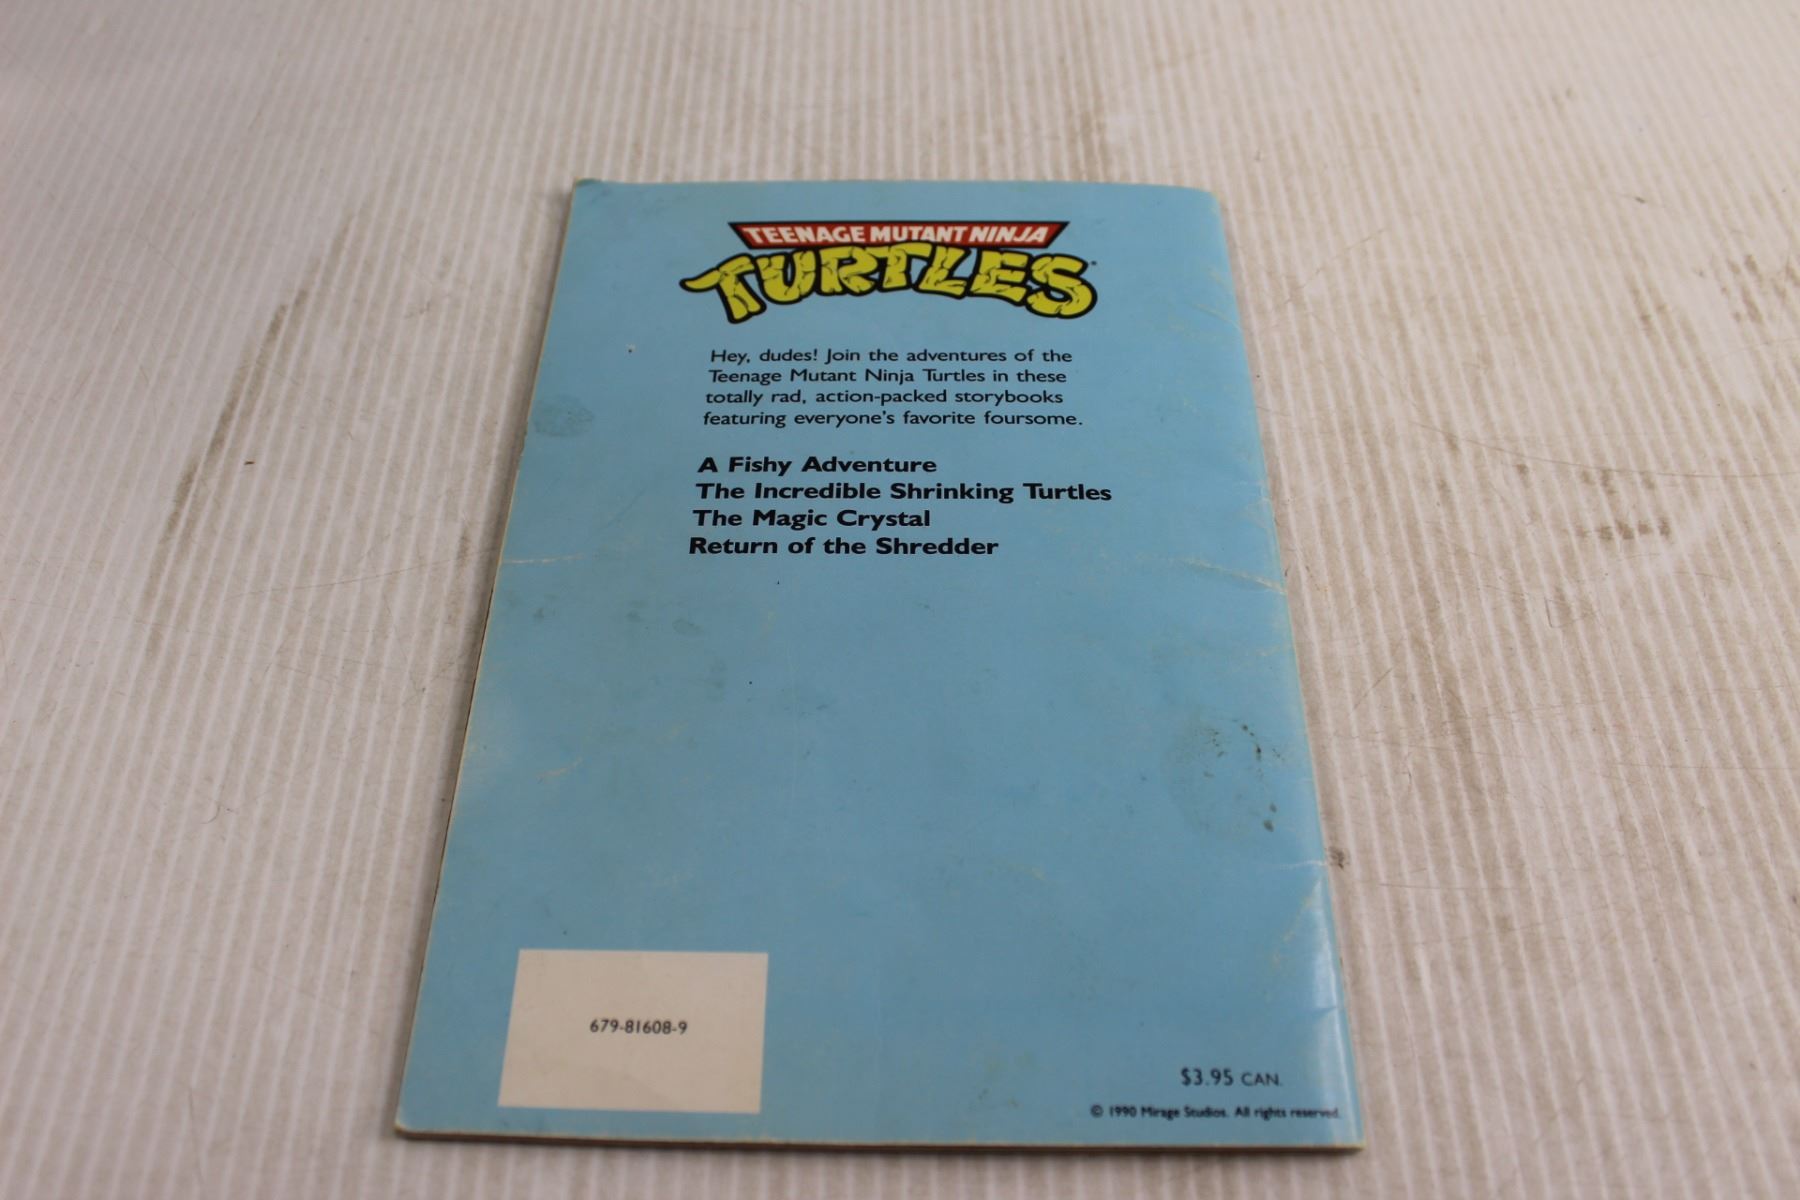 TEENAGE MUTANT NINJA
TURTLES
Hey, dudes! Join the adventures of the
Teenage Mutant Ninja Turtles in these
totally rad, action-packed storybooks
featuring everyone's favorite foursome.
A Fishy Adventure
The Incredible Shrinking Turtles
The Magic Crystal
Return of the Shredder
679-81608-9
$3.95 CAN.
© 1990 Mirage Studios. All rights reserved.